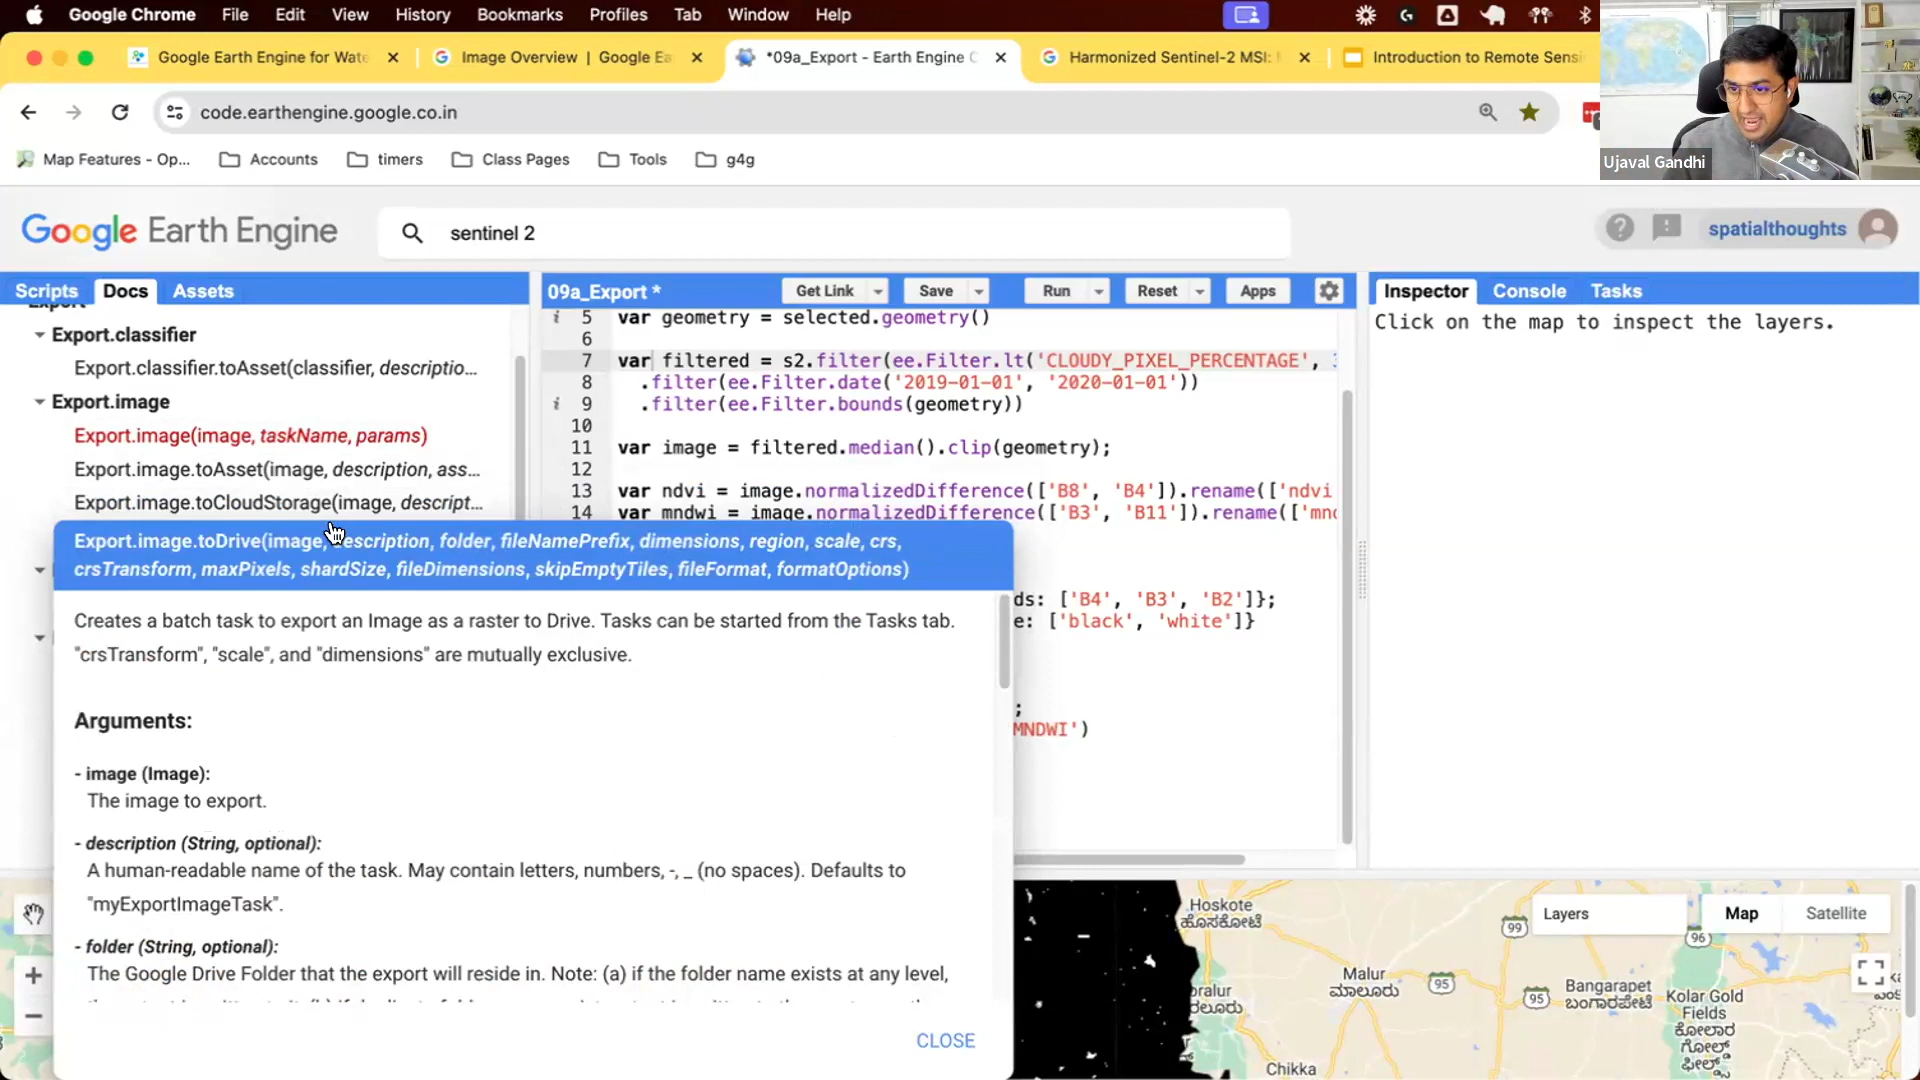 Google Chrome File Edit View History Bookmarks Profiles Tab Window Help
Google Earth Engine for Wate
Image Overview | Google Ea
*09a_Export - Earth Engine C
Harmonized Sentinel-2 MSI:
Introduction to Remote Sensi
code.earthengine.google.co.in
Map Features - Op...
Accounts
timers
Class Pages
Tools
g4g
Ujaval Gandhi
Google Earth Engine
sentinel 2
spatialthoughts
Scripts Docs Assets
09a_Export *
Get Link Save Run Reset Apps
Inspector Console Tasks
Click on the map to inspect the layers.
Export.classifier
Export.classifier.toAsset(classifier, descriptio...
Export.image
Export.image(image, taskName, params)
Export.image.toAsset(image, description, ass...
Export.image.toCloudStorage(image, descript...
5 var geometry = selected.geometry()
6
7 var filtered = s2.filter(ee.Filter.lt('CLOUDY_PIXEL_PERCENTAGE',
8 .filter(ee.Filter.date('2019-01-01', '2020-01-01'))
9 .filter(ee.Filter.bounds(geometry))
10
11 var image = filtered.median().clip(geometry);
12
13 var ndvi = image.normalizedDifference(['B8', 'B4']).rename(['ndvi
14 var mndwi = image.normalizedDifference(['B3', 'B11']).rename(['mnd
ds: ['B4', 'B3', 'B2']};
e: ['black', 'white']}
;
MNDWI')
Export.image.toDrive(image, description, folder, fileNamePrefix, dimensions, region, scale, crs,
crsTransform, maxPixels, shardSize, fileDimensions, skipEmptyTiles, fileFormat, formatOptions)
Creates a batch task to export an Image as a raster to Drive. Tasks can be started from the Tasks tab.
"crsTransform", "scale", and "dimensions" are mutually exclusive.
Arguments:
- image (Image):
The image to export.
- description (String, optional):
A human-readable name of the task. May contain letters, numbers, -, _ (no spaces). Defaults to
"myExportImageTask".
- folder (String, optional):
The Google Drive Folder that the export will reside in. Note: (a) if the folder name exists at any level,
CLOSE
Layers
Map Satellite
Hoskote
ಹೊಸಕೋಟೆ
Malur
ಮಾಲೂರು
Bangarapete
ಬಂಗಾರಪೇಟೆ
Kolar Gold
Fields
ಕೋಲಾರ
ಗೋಲ್ಡ್
ಫೀಲ್ಡ್ಸ್
Chikka
99
96
95
95